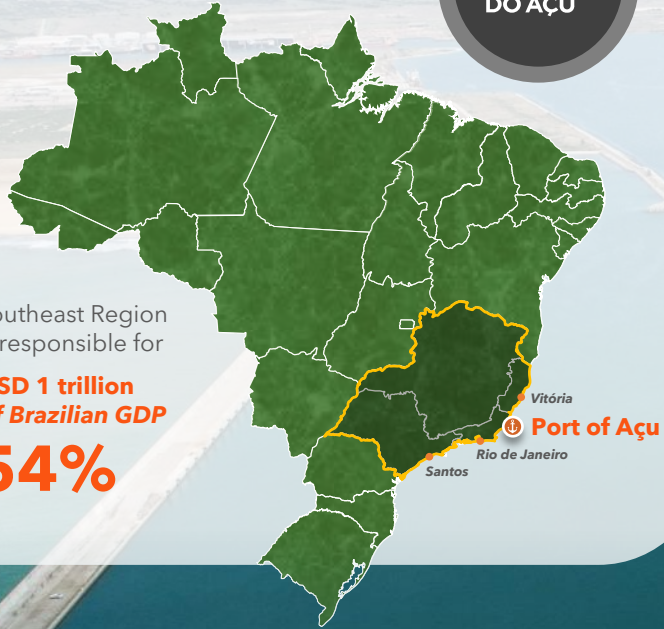 DO AÇU
outheast Region
responsible for
SD 1 trillion
f Brazilian GDP
54%
Vitória
Port of Açu
Rio de Janeiro
Santos